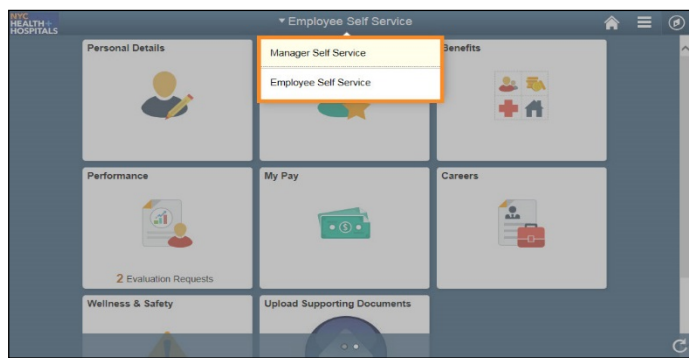 NYC
HEALTH+
HOSPITALS
Employee Self Service
Manager Self Service
Employee Self Service
Personal Details
Benefits
Performance
2 Evaluation Requests
My Pay
Careers
Wellness & Safety
Upload Supporting Documents